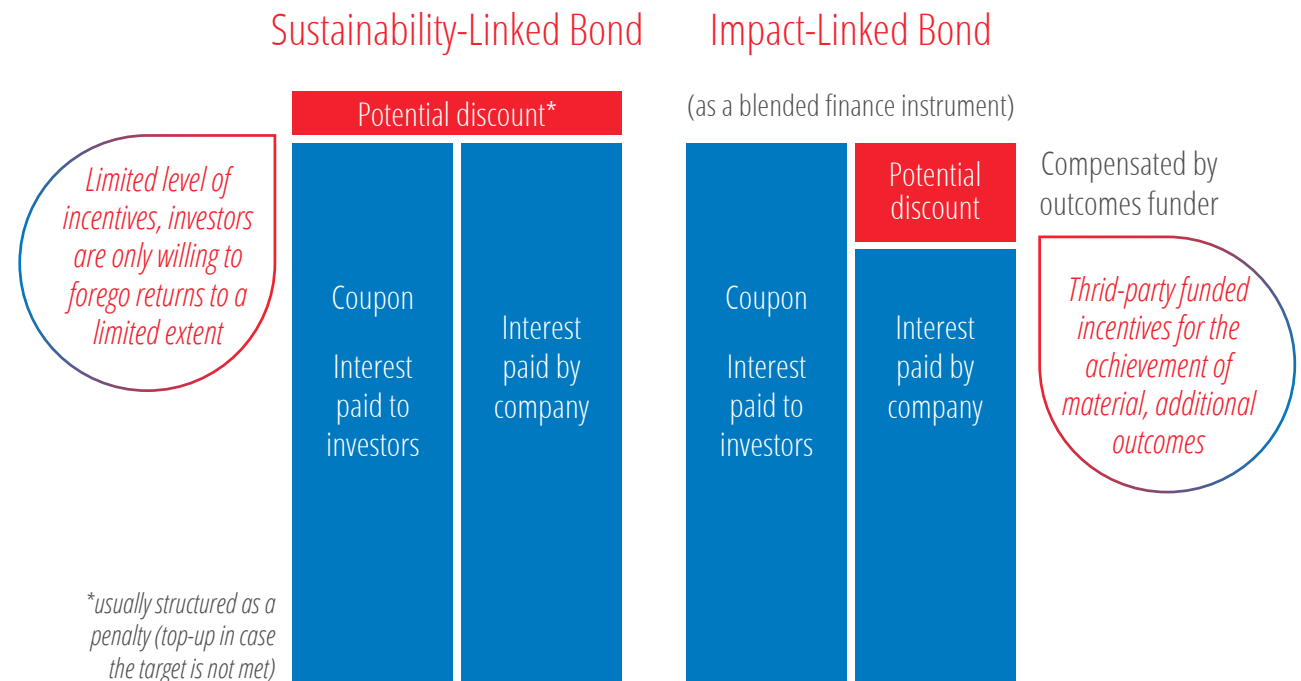 Sustainability-Linked Bond
Potential discount*
Limited level of
incentives, investors
are only willing to
forego returns to a
limited extent
Coupon
Interest
paid to
investors
Interest
paid by
company
*usually structured as a
penalty (top-up in case
the target is not met)
Impact-Linked Bond
(as a blended finance instrument)
Coupon
Interest
paid to
investors
Potential
discount
Interest
paid by
company
Compensated by
outcomes funder
Thrid-party funded
incentives for the
achievement of
material, additional
outcomes